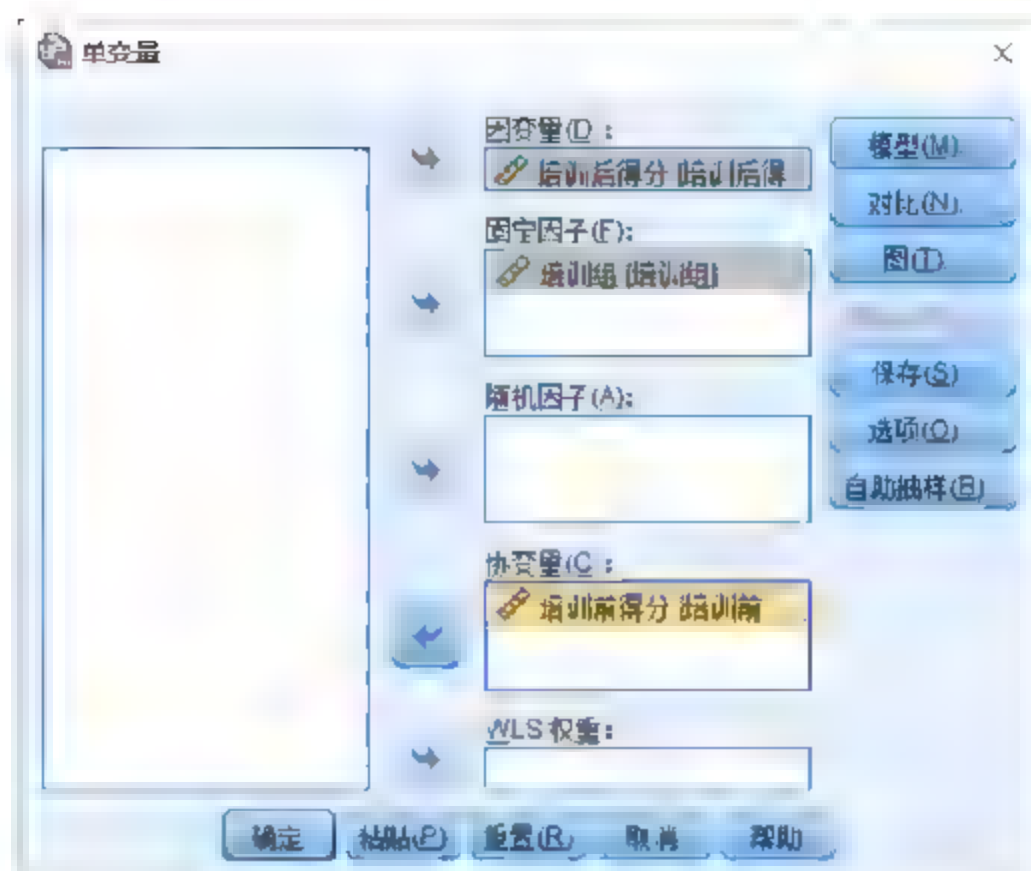 单变量
因变量(D):
培训后得分 [培训后得
模型(M)
对比(N)
固定因子(F):
图(T)
培训组 [培训组]
保存(S)
随机因子(A):
选项(O)
自助抽样(B)
协变量(C):
培训前得分 [培训前
WLS 权重:
确定 粘贴(P) 重置(R) 取消 帮助